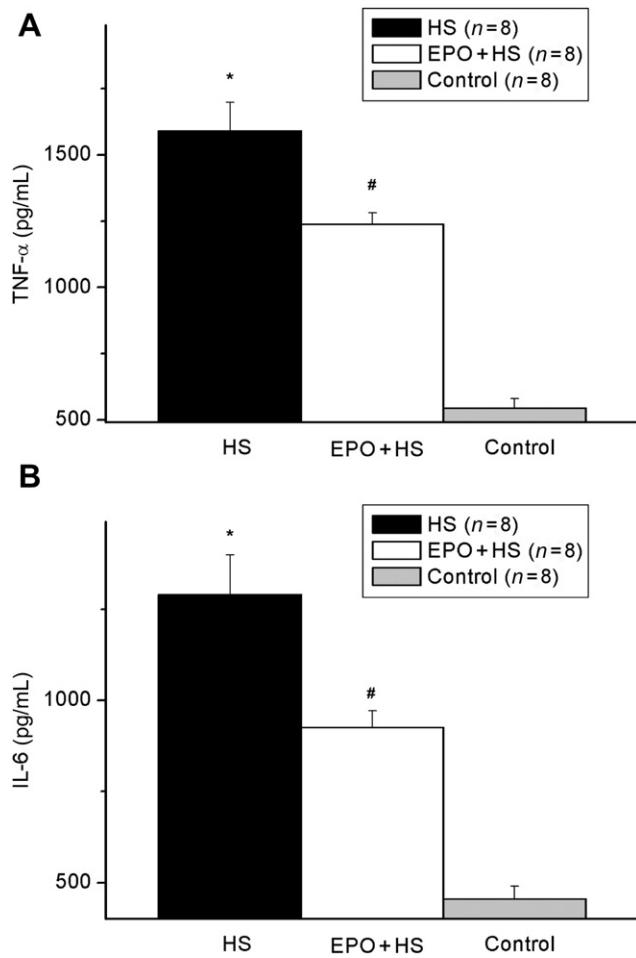 A
HS (n=8)
EPO+HS (n=8)
Control (n=8)
*
#
1500
1000
500
TNF-α (pg/mL)
HS EPO+HS Control
B
HS (n=8)
EPO+HS (n=8)
Control (n=8)
*
#
1000
500
IL-6 (pg/mL)
HS EPO+HS Control